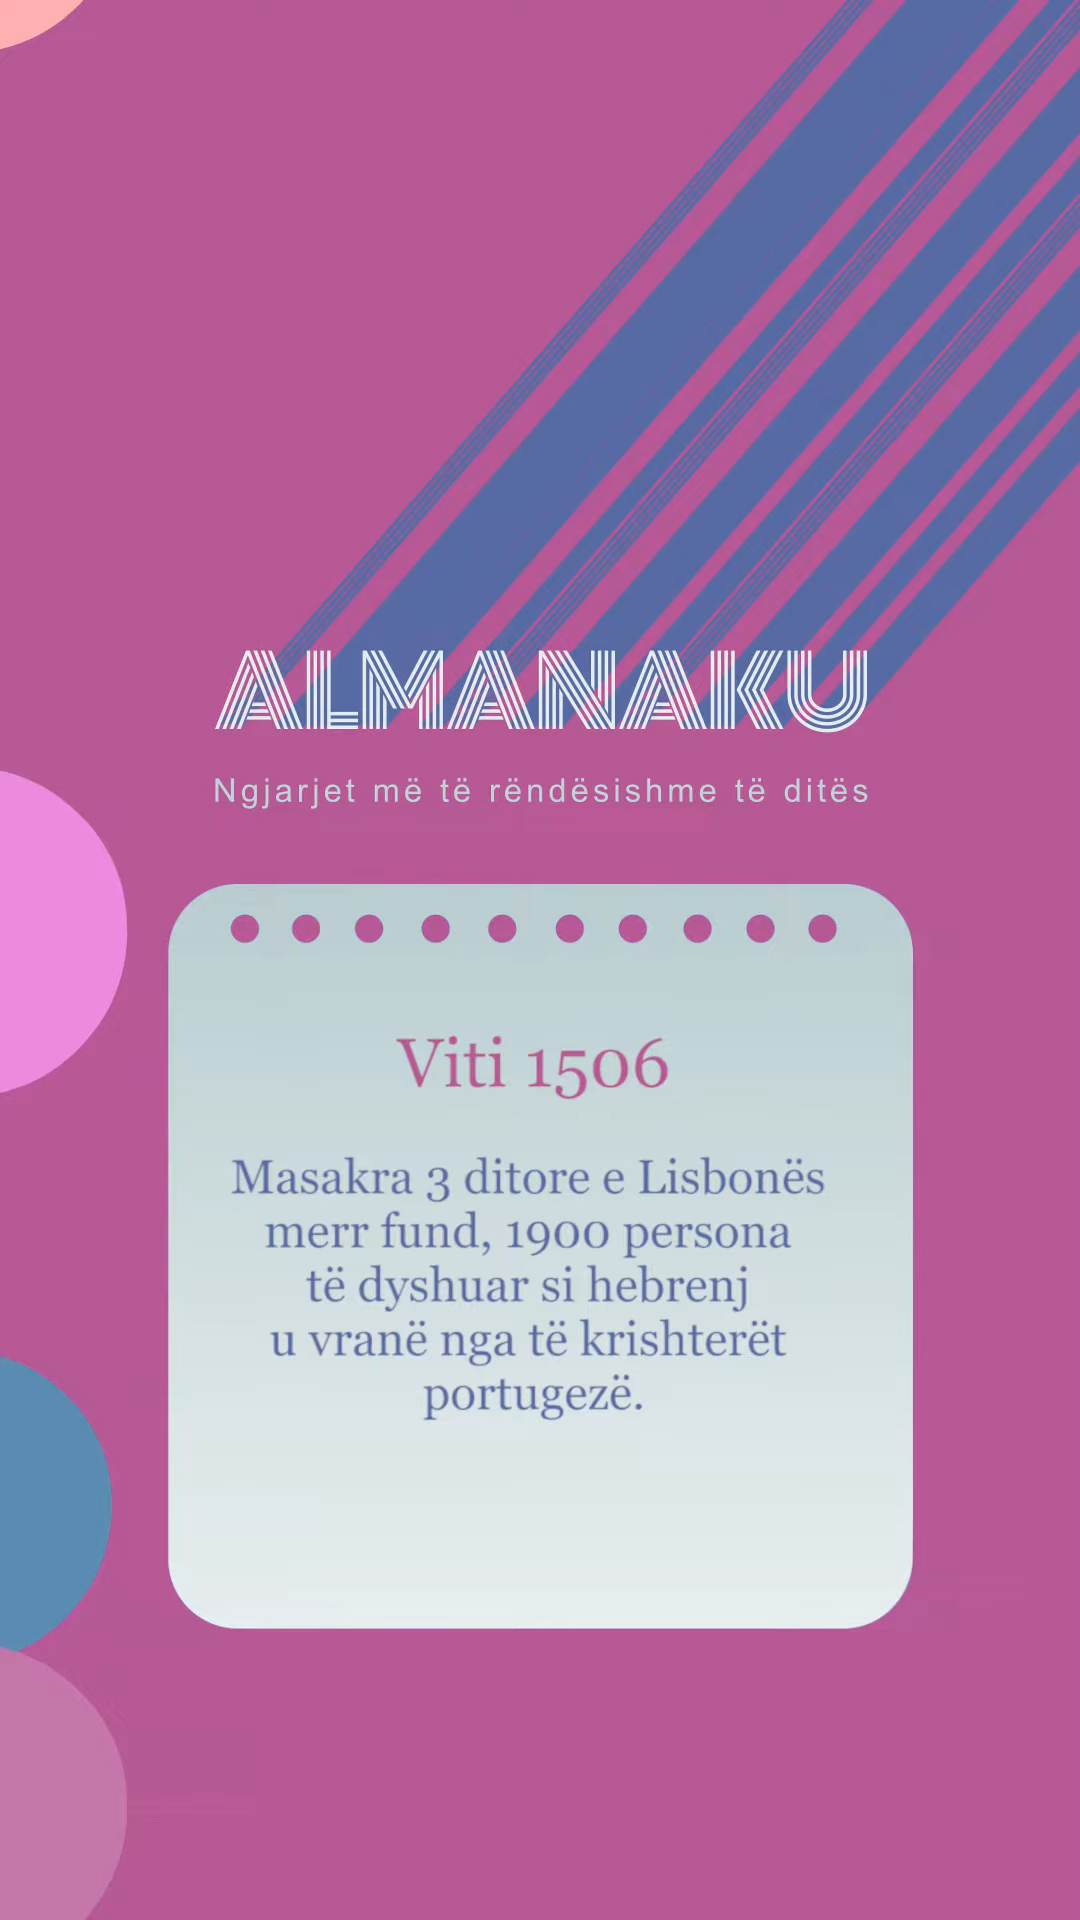 ALMANAKU
Ngjarjet më të rëndësishme të ditës
Viti 1506
Masakra 3 ditore e Lisbonës
merr fund, 1900 persona
të dyshuar si hebrenj
u vranë nga të krishterët
portugezë.